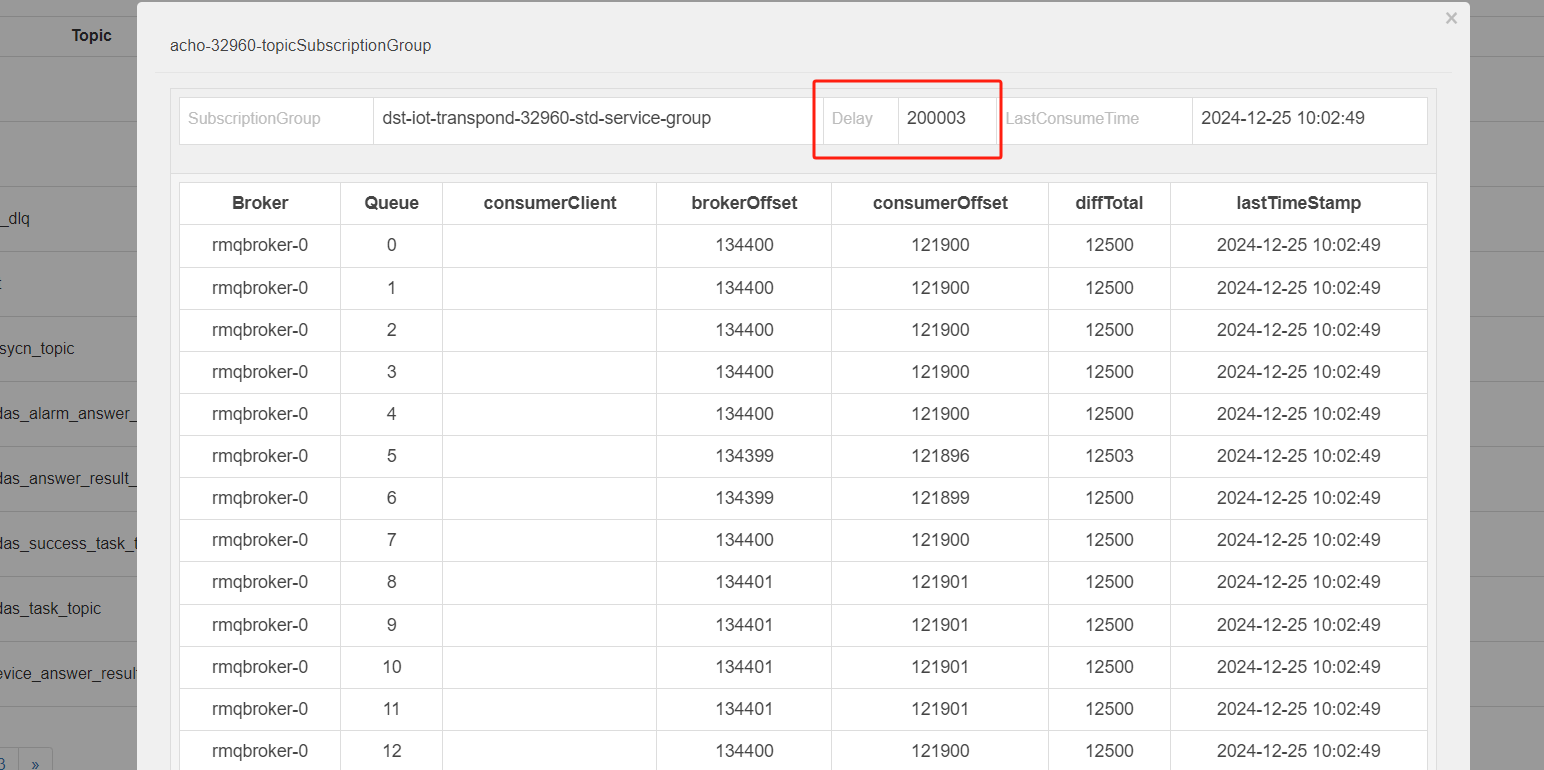 Topic
_dlq
sycn_topic
das_alarm_answer_
das_answer_result_
das_success_task_t
das_task_topic
evice_answer_result
3 »
×
acho-32960-topicSubscriptionGroup
SubscriptionGroup dst-iot-transpond-32960-std-service-group Delay 200003 LastConsumeTime 2024-12-25 10:02:49
Broker Queue consumerClient brokerOffset consumerOffset diffTotal lastTimeStamp
rmqbroker-0 0 134400 121900 12500 2024-12-25 10:02:49
rmqbroker-0 1 134400 121900 12500 2024-12-25 10:02:49
rmqbroker-0 2 134400 121900 12500 2024-12-25 10:02:49
rmqbroker-0 3 134400 121900 12500 2024-12-25 10:02:49
rmqbroker-0 4 134400 121900 12500 2024-12-25 10:02:49
rmqbroker-0 5 134399 121896 12503 2024-12-25 10:02:49
rmqbroker-0 6 134399 121899 12500 2024-12-25 10:02:49
rmqbroker-0 7 134400 121900 12500 2024-12-25 10:02:49
rmqbroker-0 8 134401 121901 12500 2024-12-25 10:02:49
rmqbroker-0 9 134401 121901 12500 2024-12-25 10:02:49
rmqbroker-0 10 134401 121901 12500 2024-12-25 10:02:49
rmqbroker-0 11 134401 121901 12500 2024-12-25 10:02:49
rmqbroker-0 12 134400 121900 12500 2024-12-25 10:02:49